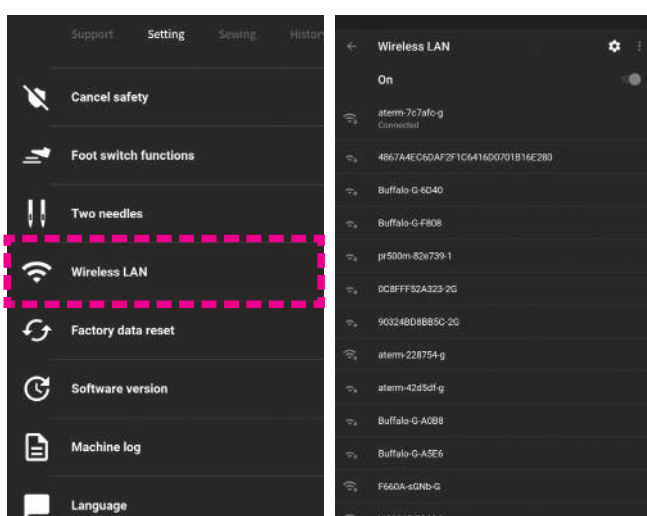 Support Setting Sewing History
Cancel safety
Foot switch functions
Two needles
Wireless LAN
Factory data reset
Software version
Machine log
Language
Wireless LAN
On
aterm-7c7afc-g
Connected
4867A4EC6DAF2F1C6416D0701B16E280
Buffalo-G-6D40
Buffalo-G-F808
pr500m-82e739-1
0C8FFF52A323-2G
90324BD8BB5C-2G
aterm-228754-g
aterm-42d5df-g
Buffalo-G-A0B8
Buffalo-G-A5E6
F660A-sGNb-G